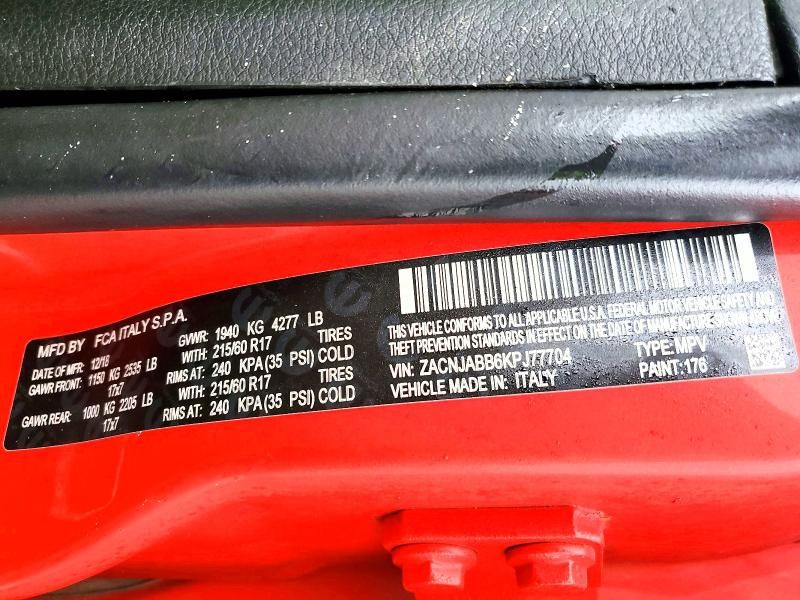 MFD BY FCA ITALY S.P.A.
DATE OF MFD: 12/18 GVWR: 1940 KG 4277 LB
GAWR FRONT: 1150 KG 2535 LB WITH: 215/60 R17 TIRES
17x7 RIMS AT: 240 KPA (35 PSI) COLD
GAWR REAR: 1000 KG 2205 LB WITH: 215/60 R17 TIRES
17x7 RIMS AT: 240 KPA (35 PSI) COLD
THIS VEHICLE CONFORMS TO ALL APPLICABLE U.S.A. FEDERAL MOTOR VEHICLE SAFETY AND
THEFT PREVENTION STANDARDS IN EFFECT ON THE DATE OF MANUFACTURE SHOWN ABOVE.
VIN: ZACNJABB6KPJ77704 TYPE: MPV
VEHICLE MADE IN: ITALY PAINT: 176